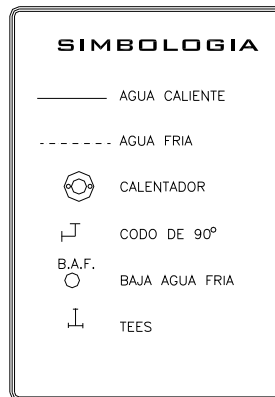 SIMBOLOGIA
AGUA CALIENTE
AGUA FRIA
CALENTADOR
CODO DE 90°
B.A.F.
BAJA AGUA FRIA
TEES